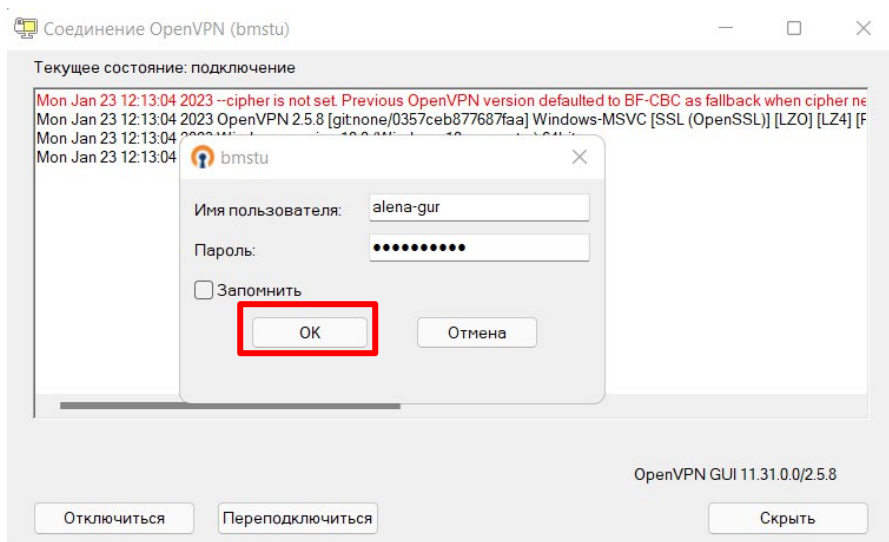 Соединение OpenVPN (bmstu)
Текущее состояние: подключение
Mon Jan 23 12:13:04 2023 --cipher is not set. Previous OpenVPN version defaulted to BF-CBC as fallback when cipher ne
Mon Jan 23 12:13:04 2023 OpenVPN 2.5.8 [git:none/0357ceb877687faa] Windows-MSVC [SSL (OpenSSL)] [LZO] [LZ4] [
Mon Jan 23 12:13:04
Mon Jan 23 12:13:04
bmstu
Имя пользователя: alena-gur
Пароль: ●●●●●●●●●●
Запомнить
OK Отмена
OpenVPN GUI 11.31.0.0/2.5.8
Отключиться Переподключиться Скрыть